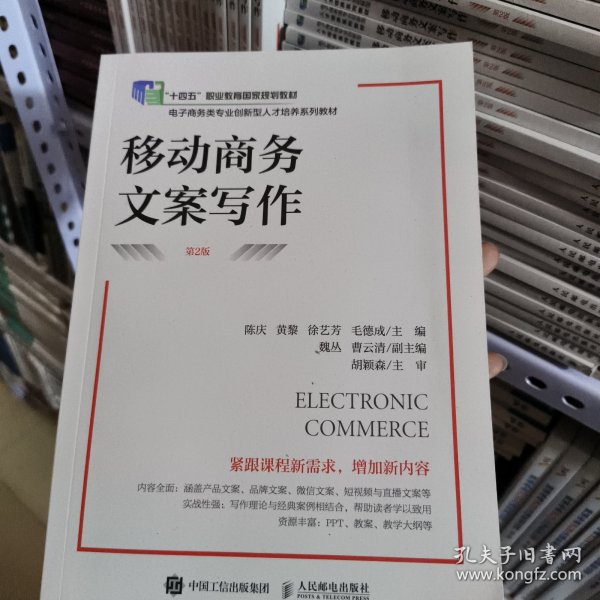 “十四五”职业教育国家规划教材
电子商务类专业创新型人才培养系列教材
移动商务
文案写作
第2版
陈庆 黄黎 徐艺芳 毛德成/主 编
魏丛 曹云清/副主编
胡颖森/主 审
ELECTRONIC
COMMERCE
紧跟课程新需求，增加新内容
内容全面：涵盖产品文案、品牌文案、微信文案、短视频与直播文案等
实战性强：写作理论与经典案例相结合，帮助读者学以致用
资源丰富：PPT、教案、教学大纲等
中国工信出版集团
人民邮电出版社
POSTS & TELECOM PRESS
孔夫子旧书网
www.kongfz.com